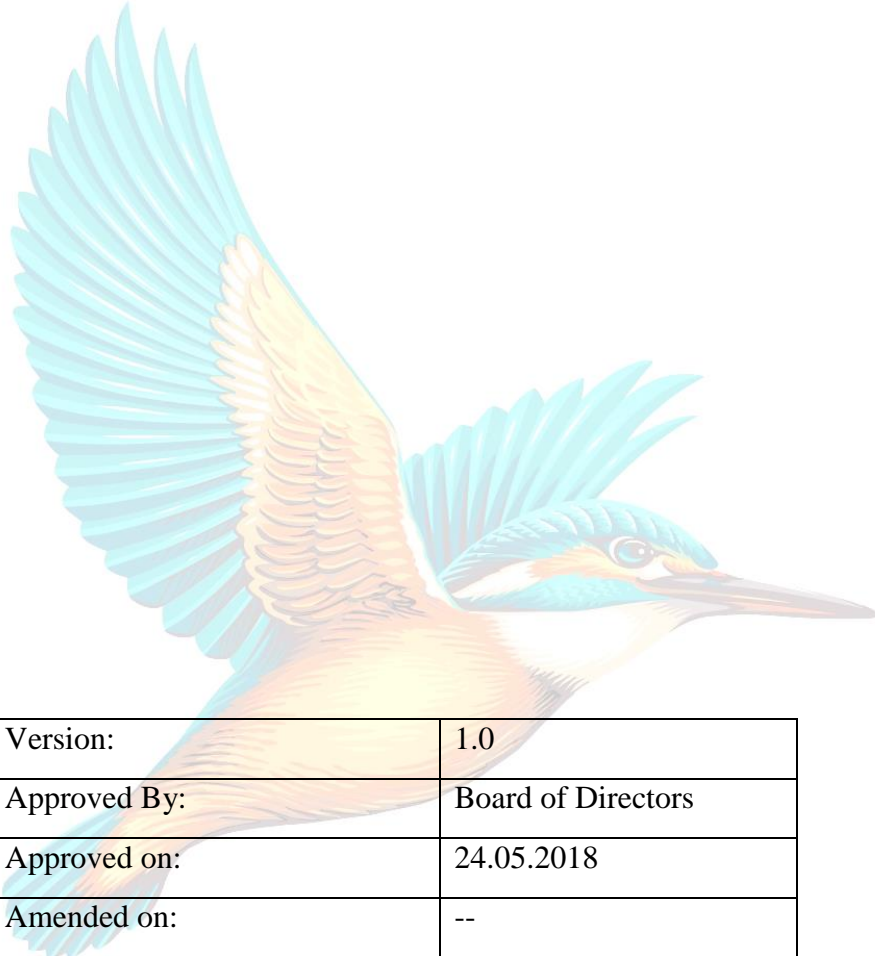 Version: 1.0
Approved By: Board of Directors
Approved on: 24.05.2018
Amended on: --